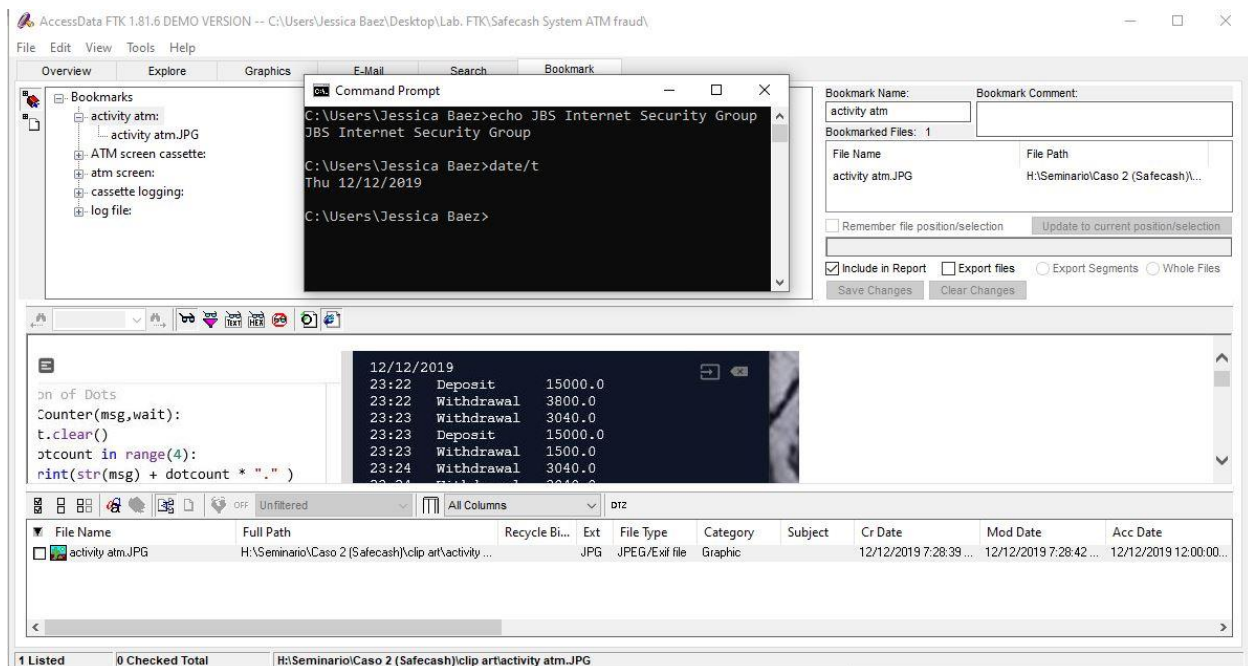 AccessData FTK 1.81.6 DEMO VERSION -- C:\Users\Jessica Baez\Desktop\Lab. FTK\Safecash System ATM fraud\
File Edit View Tools Help
Overview Explore Graphics E-Mail Search Bookmark
Bookmarks
activity atm:
activity atm.JPG
ATM screen cassette:
atm screen:
cassette logging:
log file:
Command Prompt
C:\Users\Jessica Baez>echo JBS Internet Security Group
JBS Internet Security Group
C:\Users\Jessica Baez>date/t
Thu 12/12/2019
C:\Users\Jessica Baez>
Bookmark Name: Bookmark Comment:
activity atm
Bookmarked Files: 1
File Name File Path
activity atm.JPG H:\Seminario\Caso 2 (Safecash)\...
Remember file position/selection Update to current position/selection
Include in Report Export files Export Segments Whole Files
Save Changes Clear Changes
TEXT HEX
on of Dots
Counter(msg,wait):
t.clear()
otcount in range(4):
rint(str(msg) + dotcount * "." )
12/12/2019
23:22 Deposit 15000.0
23:22 Withdrawal 3800.0
23:23 Withdrawal 3040.0
23:23 Deposit 15000.0
23:23 Withdrawal 1500.0
23:24 Withdrawal 3040.0
OFF Unfiltered All Columns DTZ
File Name Full Path Recycle Bi... Ext File Type Category Subject Cr Date Mod Date Acc Date
activity atm.JPG H:\Seminario\Caso 2 (Safecash)\clip art\activity ... JPG JPEG/Exif file Graphic 12/12/2019 7:28:39 ... 12/12/2019 7:28:42 ... 12/12/2019 12:00:00...
1 Listed 0 Checked Total H:\Seminario\Caso 2 (Safecash)\clip art\activity atm.JPG